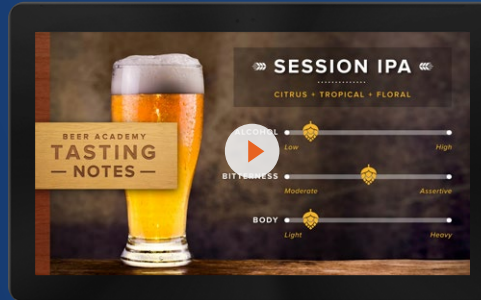 SESSION IPA
CITRUS + TROPICAL + FLORAL
BEER ACADEMY
TASTING
— NOTES —
ALCOHOL
Low High
BITTERNESS
Moderate Assertive
BODY
Light Heavy